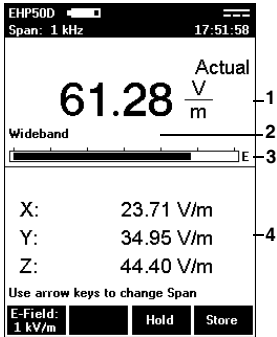 EHP50D
Span: 1 kHz 17:51:58
Actual
61.28 V/m
1
Wideband
2
E
3
X: 23.71 V/m
Y: 34.95 V/m
4
Z: 44.40 V/m
Use arrow keys to change Span
E-Field: 1 kV/m Hold Store